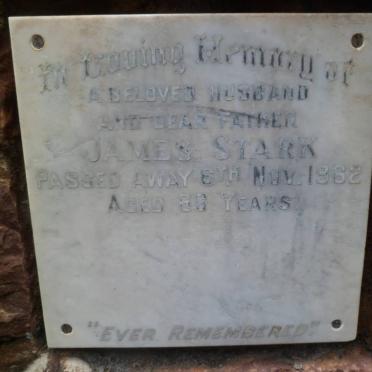 In Loving Memory of
A BELOVED HUSBAND
AND DEAR FATHER
JAMES STARK
PASSED AWAY 8TH NOV. 1962
AGED YEARS
"EVER REMEMBERED"